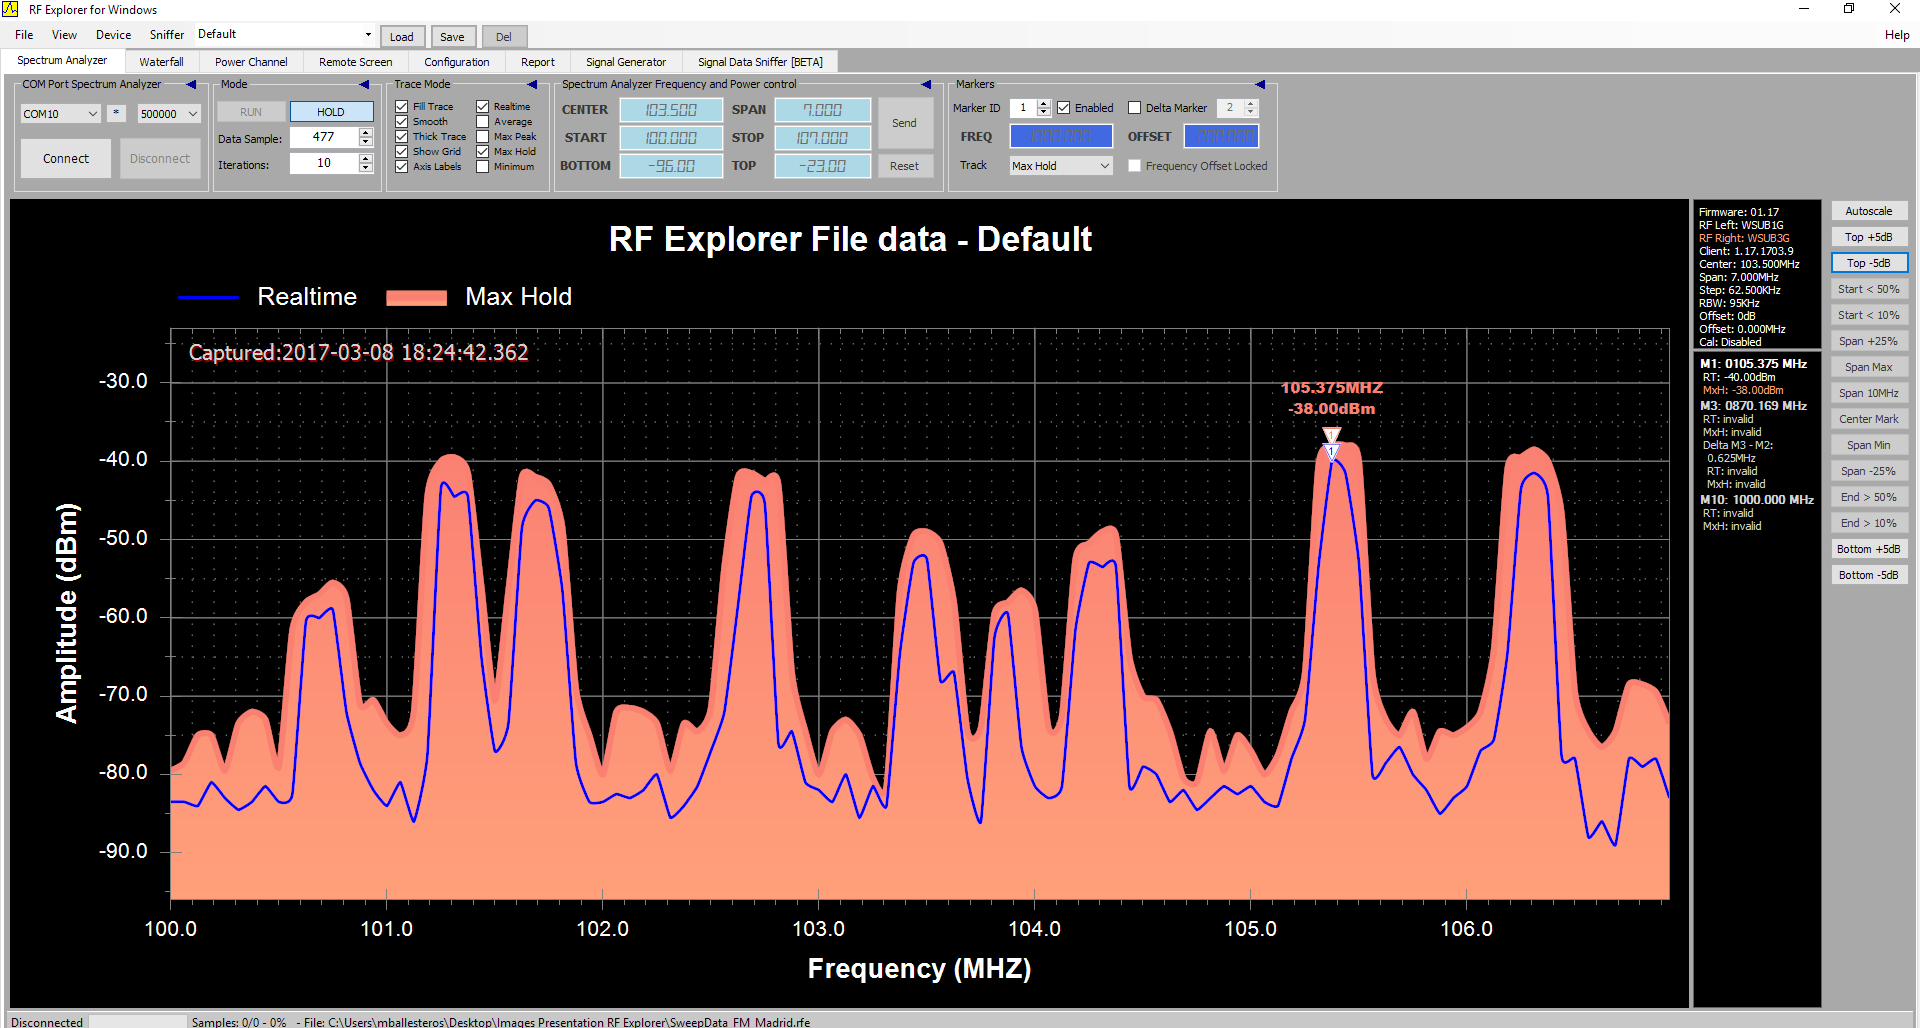 RF Explorer for Windows
File View Device Sniffer Default Load Save Del Help
Spectrum Analyzer Waterfall Power Channel Remote Screen Configuration Report Signal Generator Signal Data Sniffer [BETA]
COM Port Spectrum Analyzer
COM10 * 500000
Connect Disconnect
Mode
RUN HOLD
Data Sample: 477
Iterations: 10
Trace Mode
Fill Trace Realtime
Smooth Average
Thick Trace Max Peak
Show Grid Max Hold
Axis Labels Minimum
Spectrum Analyzer Frequency and Power control
CENTER 103.500 SPAN 7.000
START 100.000 STOP 107.000
BOTTOM -96.00 TOP -23.00
Send
Reset
Markers
Marker ID 1 Enabled Delta Marker 2
FREQ 1000.000 OFFSET
Track Max Hold Frequency Offset Locked
RF Explorer File data - Default
Realtime Max Hold
Captured:2017-03-08 18:24:42.362
105.375MHZ
-38.00dBm
1
1
Amplitude (dBm)
-30.0
-40.0
-50.0
-60.0
-70.0
-80.0
-90.0
100.0 101.0 102.0 103.0 104.0 105.0 106.0
Frequency (MHZ)
Firmware: 01.17
RF Left: WSUB1G
RF Right: WSUB3G
Client: 1.17.1703.9
Center: 103.500MHz
Span: 7.000MHz
Step: 62.500KHz
RBW: 95KHz
Offset: 0dB
Offset: 0.000MHz
Cal: Disabled
M1: 0105.375 MHz
RT: -40.00dBm
MxH: -38.00dBm
M3: 0870.169 MHz
RT: invalid
MxH: invalid
Delta M3 - M2:
0.625MHz
RT: invalid
MxH: invalid
M10: 1000.000 MHz
RT: invalid
MxH: invalid
Autoscale
Top +5dB
Top -5dB
Start < 50%
Start < 10%
Span +25%
Span Max
Span 10MHz
Center Mark
Span Min
Span -25%
End > 50%
End > 10%
Bottom +5dB
Bottom -5dB
Disconnected Samples: 0/0 - 0% - File: C:\Users\mballesteros\Desktop\Images Presentation RF Explorer\SweepData_FM_Madrid.rfe